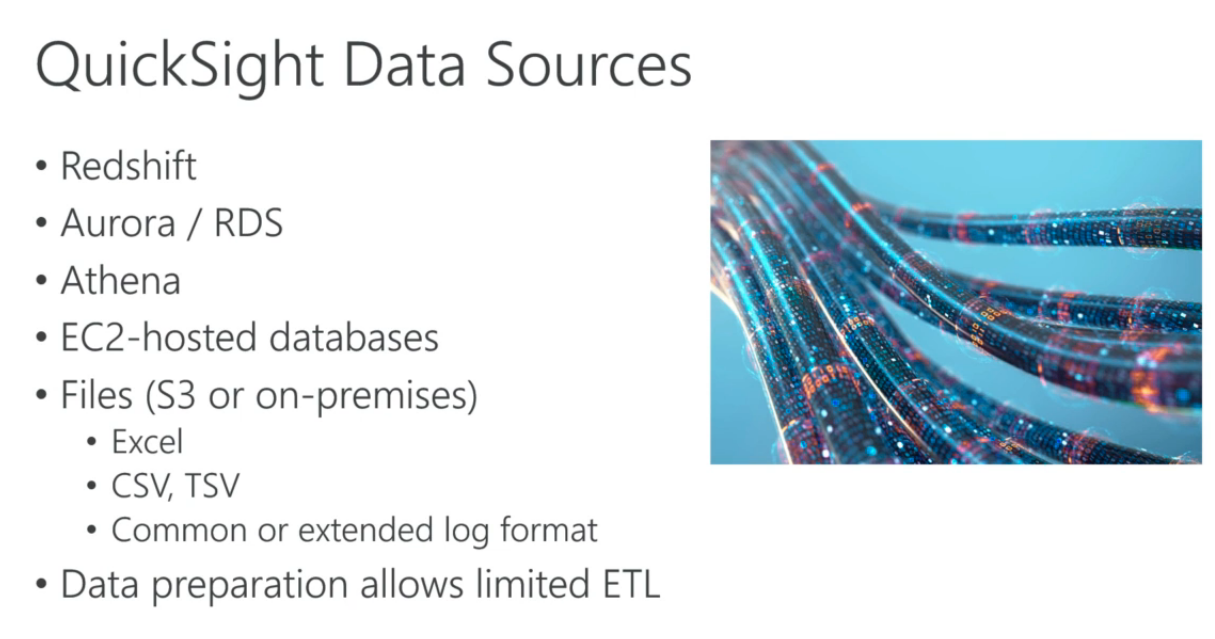 QuickSight Data Sources
• Redshift
• Aurora / RDS
• Athena
• EC2-hosted databases
• Files (S3 or on-premises)
• Excel
• CSV, TSV
• Common or extended log format
• Data preparation allows limited ETL